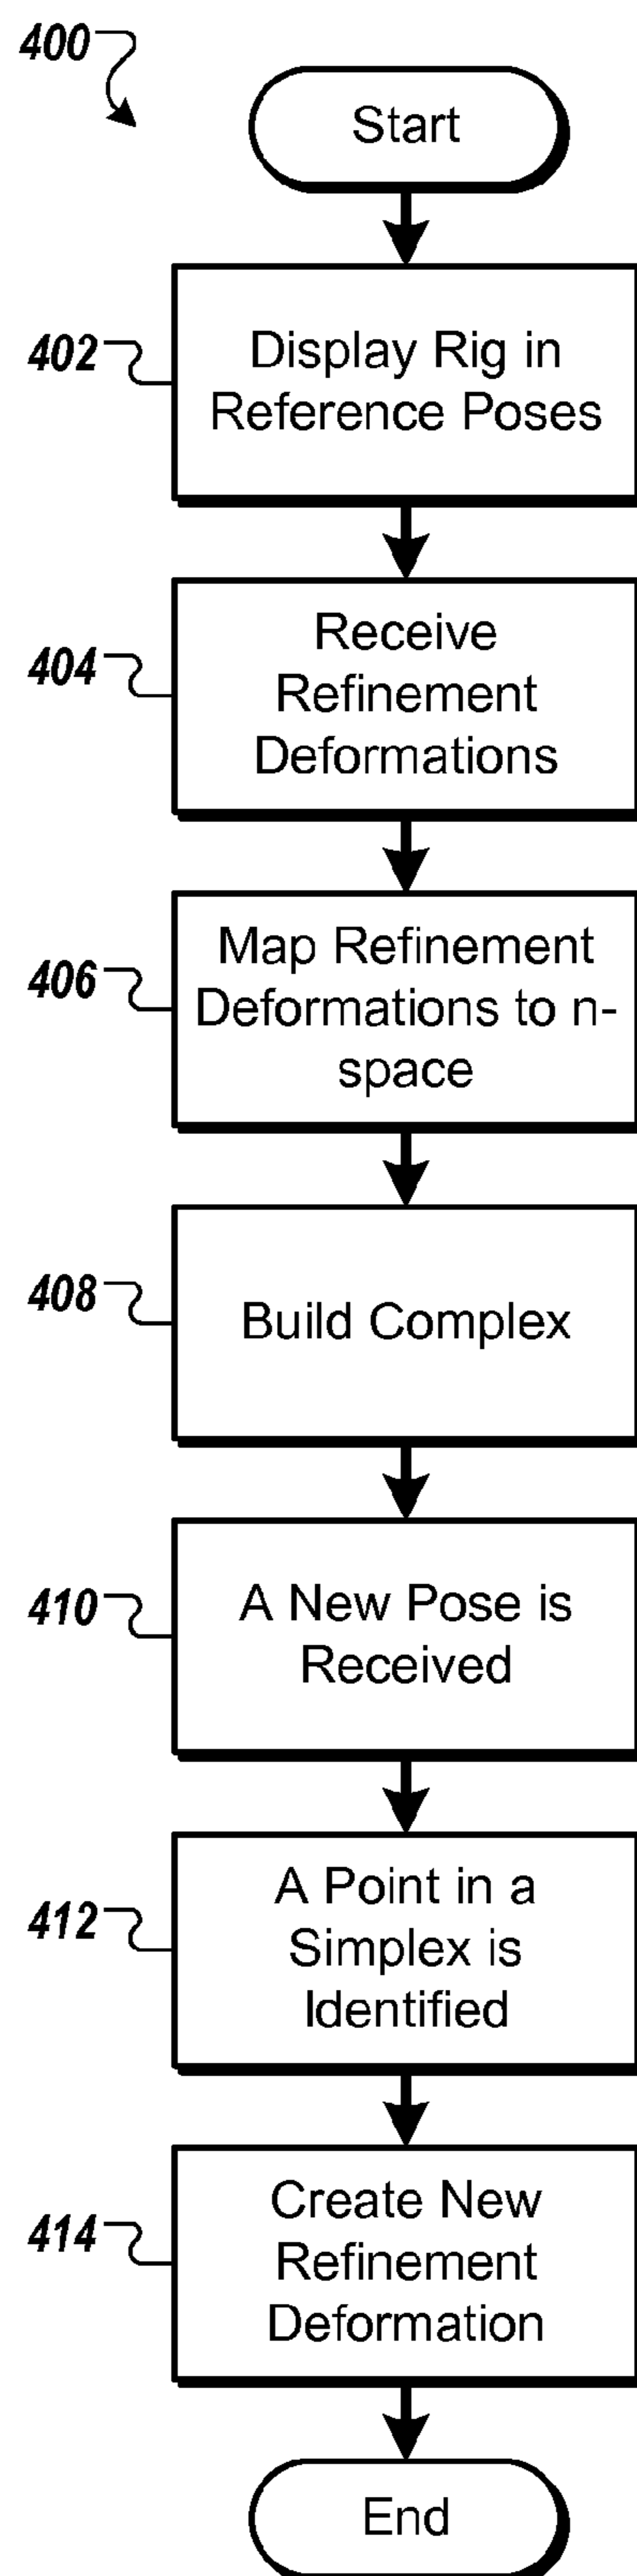 400
Start
402
Display Rig in
Reference Poses
404
Receive
Refinement
Deformations
406
Map Refinement
Deformations to n-
space
408
Build Complex
410
A New Pose is
Received
412
A Point in a
Simplex is
Identified
414
Create New
Refinement
Deformation
End